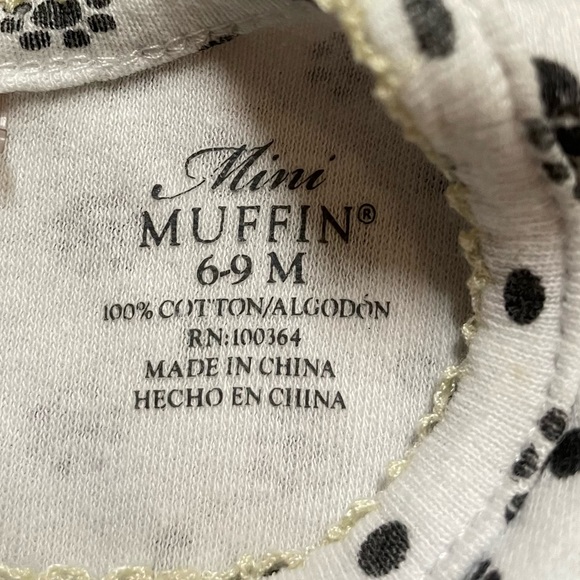 Mini
MUFFIN®
6-9 M
100% COTTON/ALGODÓN
RN:100364
MADE IN CHINA
HECHO EN CHINA